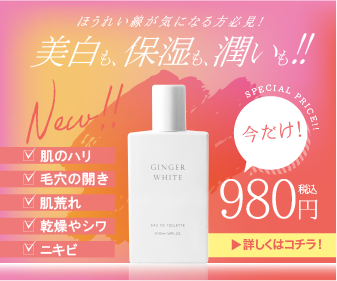 ほうれい線が気になる方必見!
美白も、保湿も、潤いも!!
New!!
SPECIAL PRICE!!
今だけ!
肌のハリ
毛穴の開き
肌荒れ
乾燥やシワ
ニキビ
GINGER
WHITE
EAU DE TOILETTE
980円
税込
▶詳しくはコチラ!